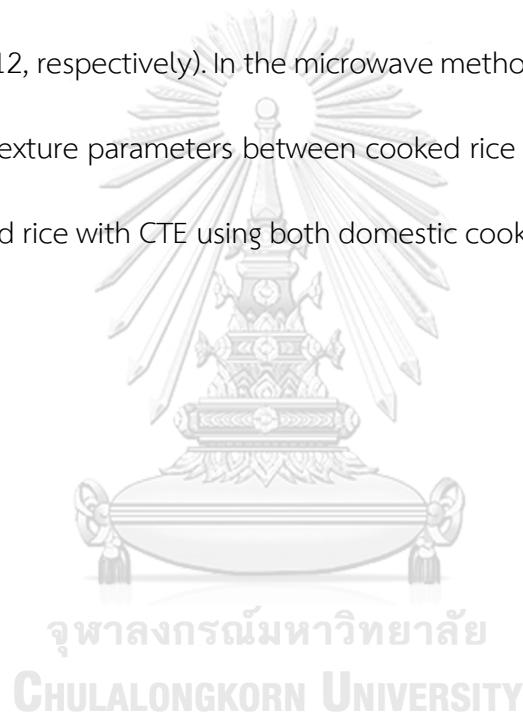 12, respectively). In the microwave metho
exture parameters between cooked rice
d rice with CTE using both domestic cook
จุฬาลงกรณ์มหาวิทยาลัย
CHULALONGKORN UNIVERSITY